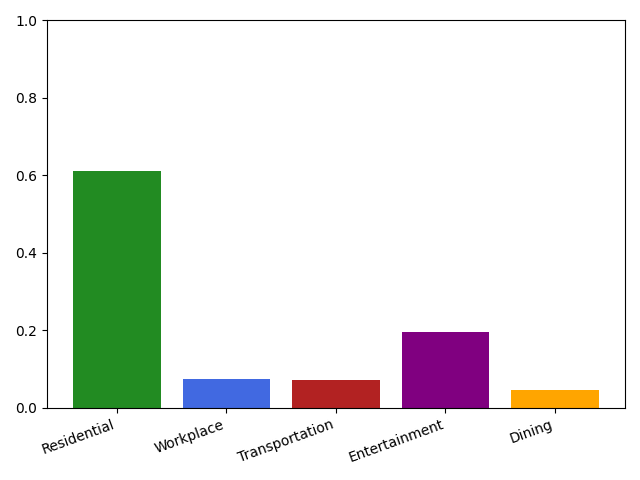 1.0
0.8
0.6
0.4
0.2
0.0
Residential
Workplace
Transportation
Entertainment
Dining